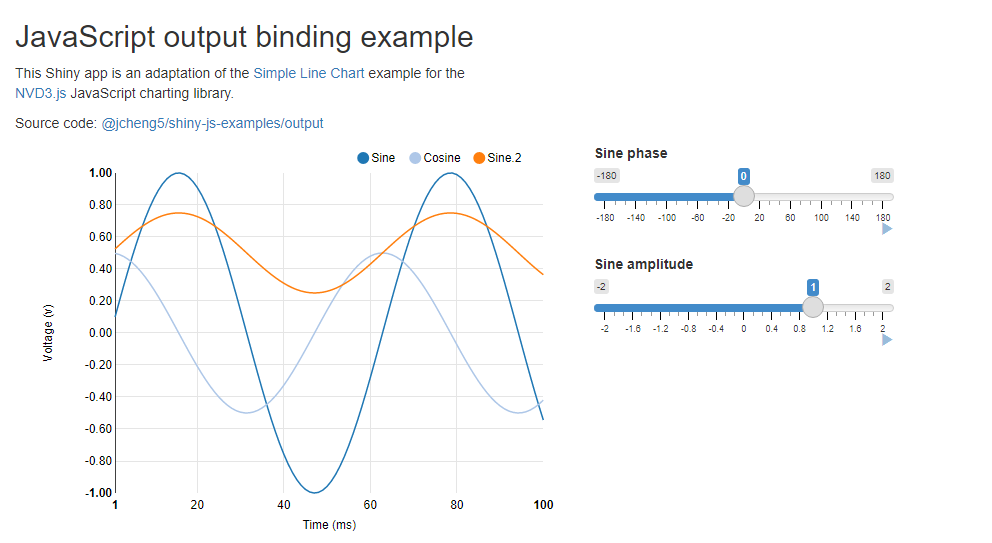 JavaScript output binding example
This Shiny app is an adaptation of the Simple Line Chart example for the
NVD3.js JavaScript charting library.
Source code: @jcheng5/shiny-js-examples/output
Sine Cosine Sine.2
1.00
0.80
0.60
0.40
0.20
0.00
-0.20
-0.40
-0.60
-0.80
-1.00
Voltage (v)
1 20 40 60 80 100
Time (ms)
Sine phase
-180 0 180
-180 -140 -100 -60 -20 20 60 100 140 180
Sine amplitude
-2 1 2
-2 -1.6 -1.2 -0.8 -0.4 0 0.4 0.8 1.2 1.6 2